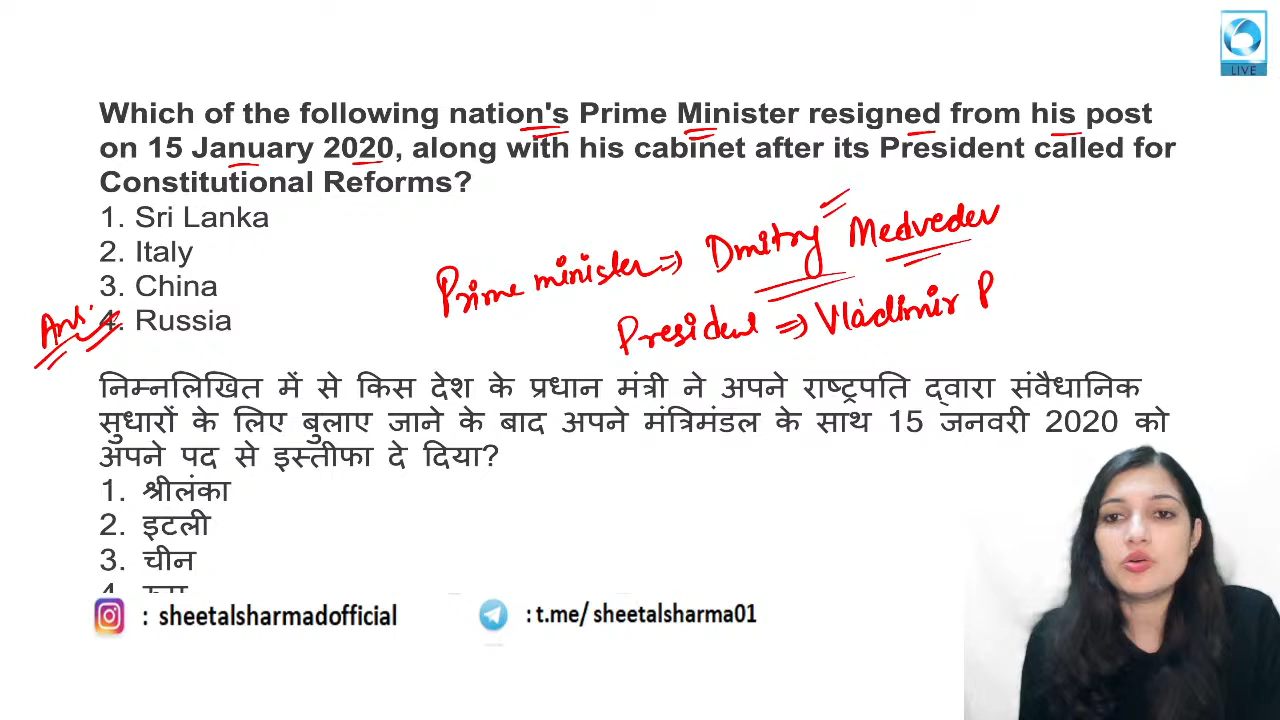 LIVE
Which of the following nation's Prime Minister resigned from his post
on 15 January 2020, along with his cabinet after its President called for
Constitutional Reforms?
1. Sri Lanka
2. Italy
3. China
Ans. 4. Russia
Prime minister => Dmitry Medvedev
President => Vladimir P
निम्नलिखित में से किस देश के प्रधान मंत्री ने अपने राष्ट्रपति द्वारा संवैधानिक
सुधारों के लिए बुलाए जाने के बाद अपने मंत्रिमंडल के साथ 15 जनवरी 2020 को
अपने पद से इस्तीफा दे दिया?
1. श्रीलंका
2. इटली
3. चीन
: sheetalsharmadofficial
: t.me/ sheetalsharma01